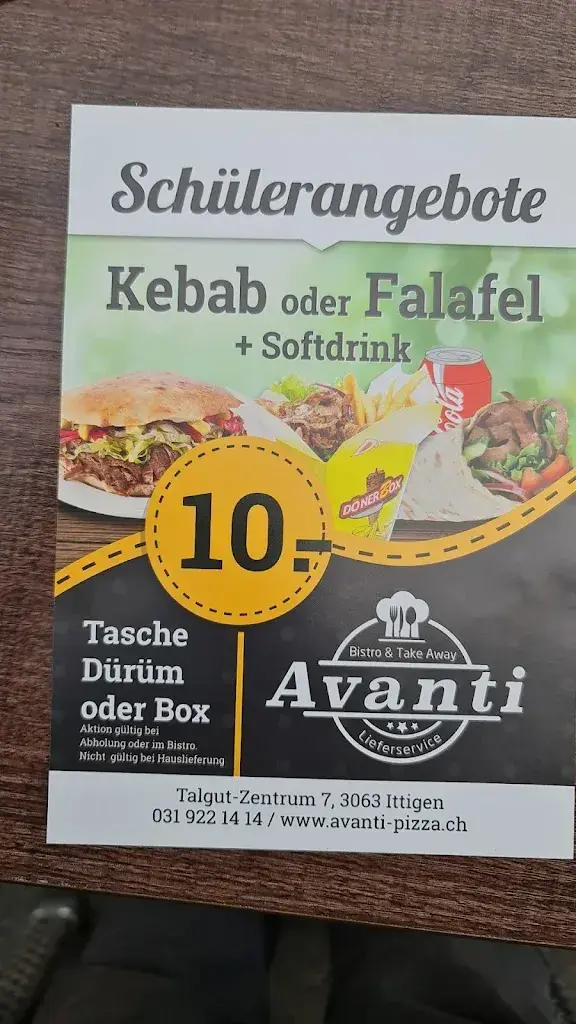 Schülerangebote
Kebab oder Falafel
+ Softdrink
DÖNER BOX
10.-
Tasche
Dürüm
oder Box
Aktion gültig bei
Abholung oder im Bistro.
Nicht gültig bei Hauslieferung
Bistro & Take Away
Avanti
Lieferservice
Talgut-Zentrum 7, 3063 Ittigen
031 922 14 14 / www.avanti-pizza.ch